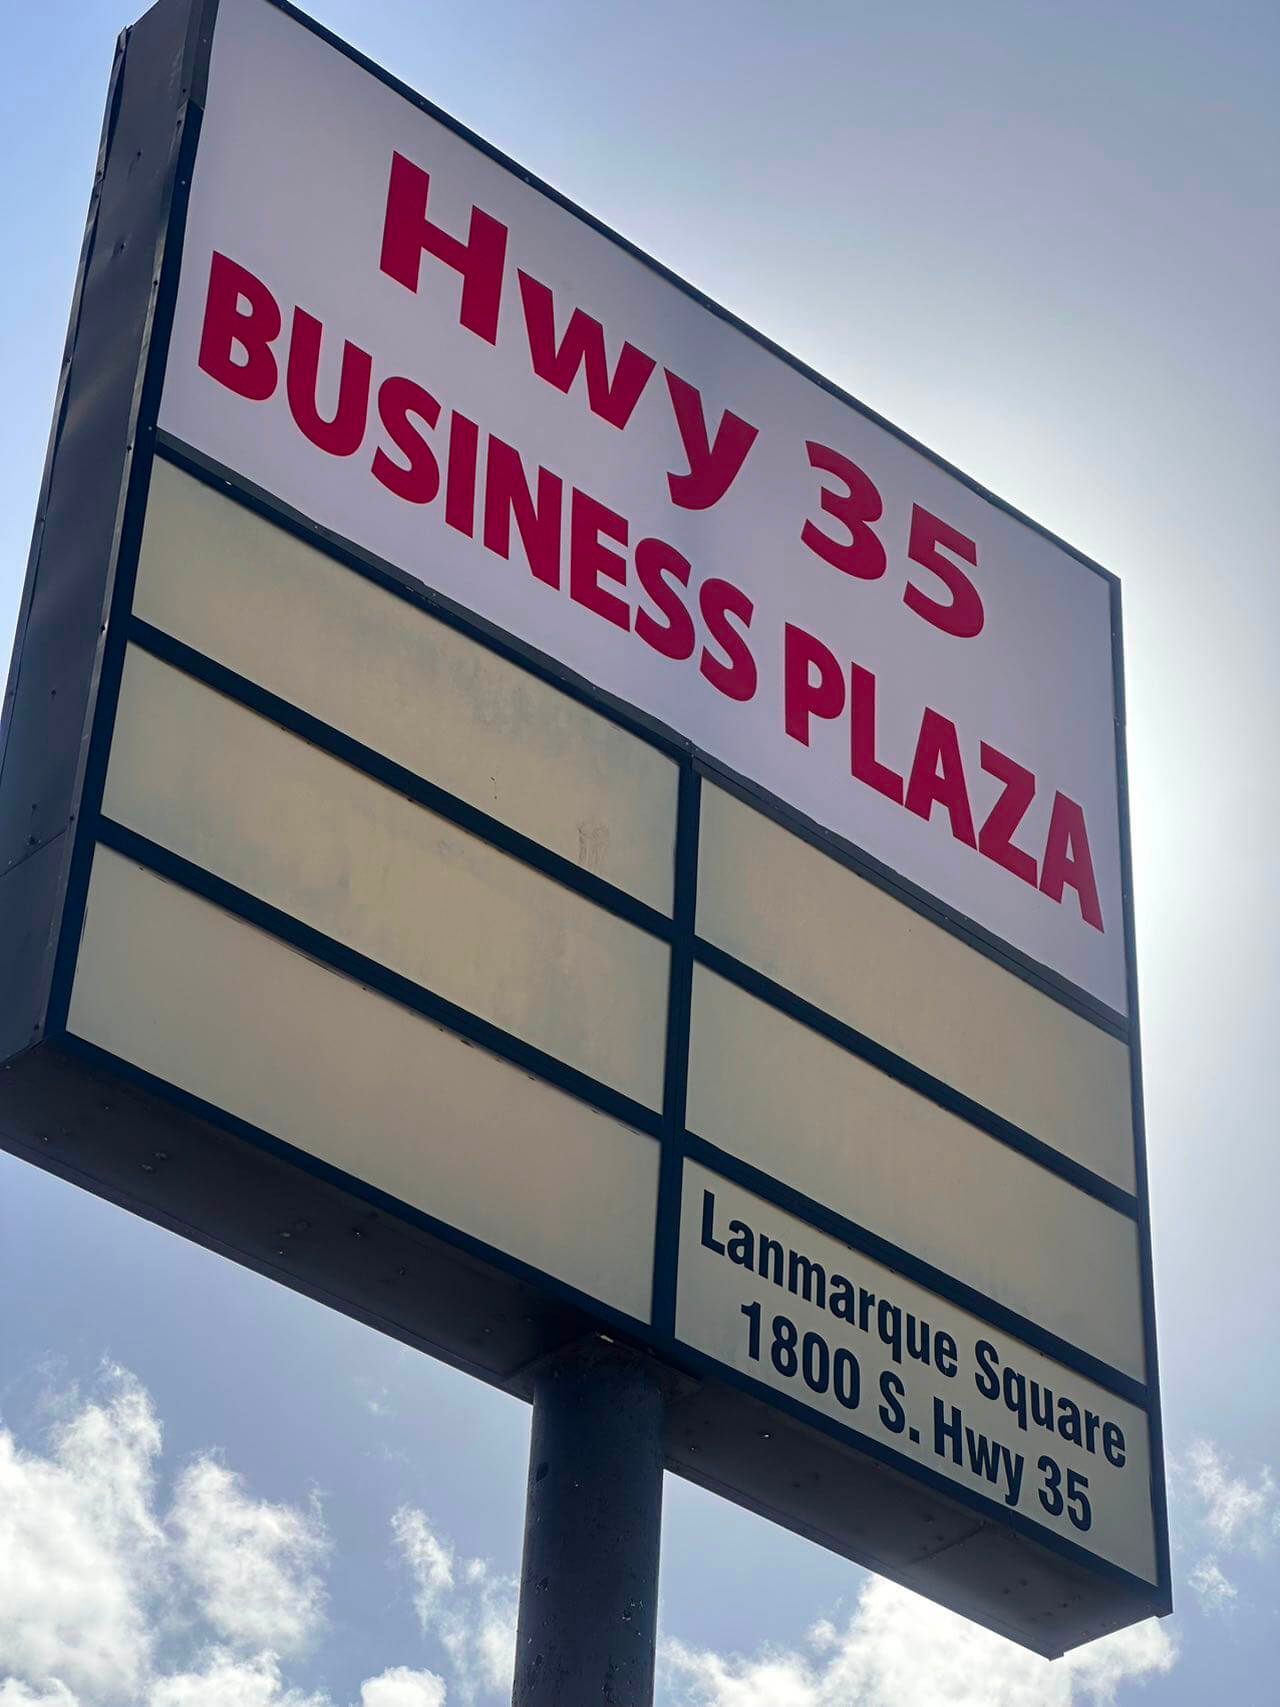 Hwy 35
BUSINESS PLAZA
Lanmarque Square
1800 S. Hwy 35